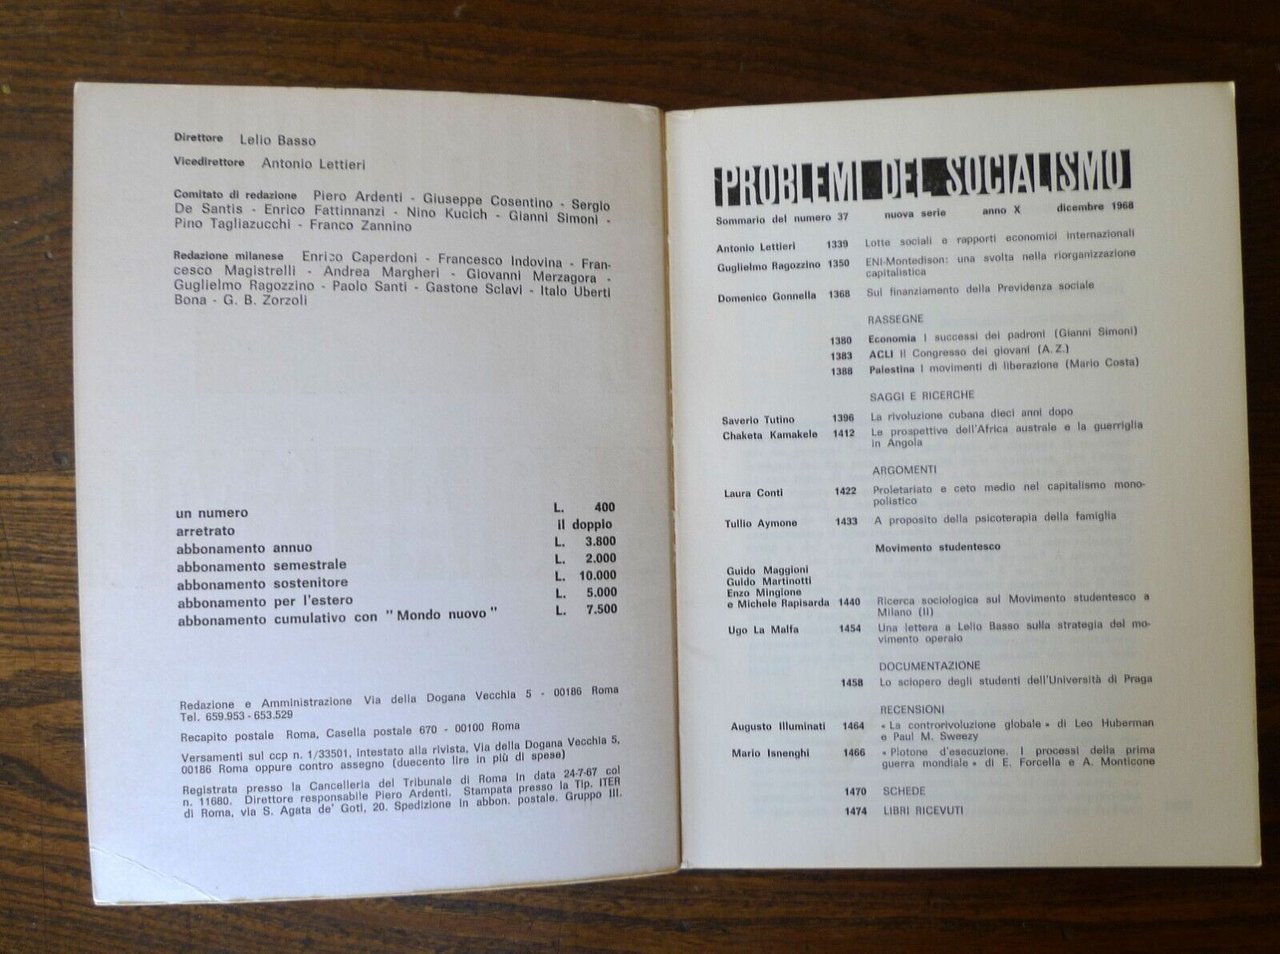 Direttore Lelio Basso
Vicedirettore Antonio Lettieri
Comitato di redazione Piero Ardenti - Giuseppe Cosentino - Sergio
De Santis - Enrico Fattinnanzi - Nino Kucich - Gianni Simoni -
Pino Tagliazucchi - Franco Zannino
Redazione milanese Enrico Caperdoni - Francesco Indovina - Fran-
cesco Magistrelli - Andrea Margheri - Giovanni Merzagora -
Guglielmo Ragozzino - Paolo Santi - Gastone Sclavi - Italo Uberti
Bona - G. B. Zorzoli
un numero L. 400
arretrato il doppio
abbonamento annuo L. 3.800
abbonamento semestrale L. 2.000
abbonamento sostenitore L. 10.000
abbonamento per l'estero L. 5.000
abbonamento cumulativo con "Mondo nuovo" L. 7.500
Redazione e Amministrazione Via della Dogana Vecchia 5 - 00186 Roma
Tel. 659.953 - 653.529
Recapito postale Roma, Casella postale 670 - 00100 Roma
Versamenti sul ccp n. 1/33501, intestato alla rivista, Via della Dogana Vecchia 5,
00186 Roma oppure contro assegno (duecento lire in più di spese)
Registrata presso la Cancelleria del Tribunale di Roma in data 24-7-67 col
n. 11680. Direttore responsabile Piero Ardenti. Stampata presso la Tip. ITER
di Roma, via S. Agata de' Goti, 20. Spedizione in abbon. postale. Gruppo III.
PROBLEMI DEL SOCIALISMO
Sommario del numero 37 nuova serie anno X dicembre 1968
Antonio Lettieri 1339 Lotte sociali e rapporti economici internazionali
Guglielmo Ragozzino 1350 ENI-Montedison: una svolta nella riorganizzazione
capitalistica
Domenico Gonnella 1368 Sul finanziamento della Previdenza sociale
RASSEGNE
1380 Economia I successi dei padroni (Gianni Simoni)
1383 ACLI Il Congresso dei giovani (A. Z.)
1388 Palestina I movimenti di liberazione (Mario Costa)
SAGGI E RICERCHE
Saverio Tutino 1396 La rivoluzione cubana dieci anni dopo
Chaketa Kamakele 1412 Le prospettive dell'Africa australe e la guerriglia
in Angola
ARGOMENTI
Laura Conti 1422 Proletariato e ceto medio nel capitalismo mono-
polistico
Tullio Aymone 1433 A proposito della psicoterapia della famiglia
Movimento studentesco
Guido Maggioni
Guido Martinotti
Enzo Mingione
e Michele Rapisarda 1440 Ricerca sociologica sul Movimento studentesco a
Milano (II)
Ugo La Malfa 1454 Una lettera a Lelio Basso sulla strategia del mo-
vimento operaio
DOCUMENTAZIONE
1458 Lo sciopero degli studenti dell'Università di Praga
RECENSIONI
Augusto Illuminati 1464 « La controrivoluzione globale » di Leo Huberman
e Paul M. Sweezy
Mario Isnenghi 1466 « Plotone d'esecuzione. I processi della prima
guerra mondiale » di E. Forcella e A. Monticone
1470 SCHEDE
1474 LIBRI RICEVUTI